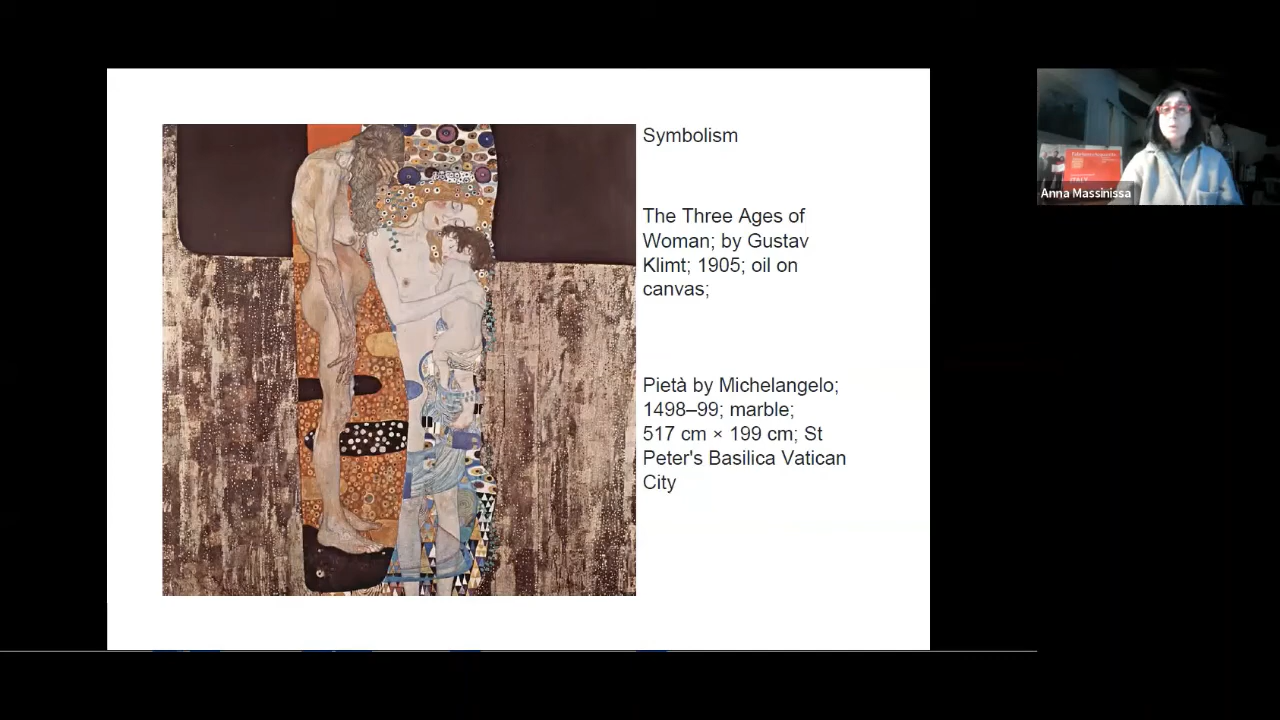 Symbolism
The Three Ages of
Woman; by Gustav
Klimt; 1905; oil on
canvas;
Pietà by Michelangelo;
1498–99; marble;
517 cm × 199 cm; St
Peter's Basilica Vatican
City
ITALY
Anna Massinissa